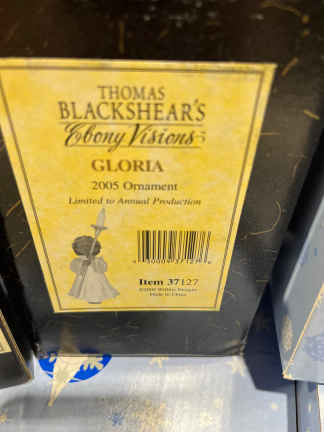 THOMAS
BLACKSHEAR'S
Ebony Visions
GLORIA
2005 Ornament
Limited to Annual Production
Item 37127
Made in China